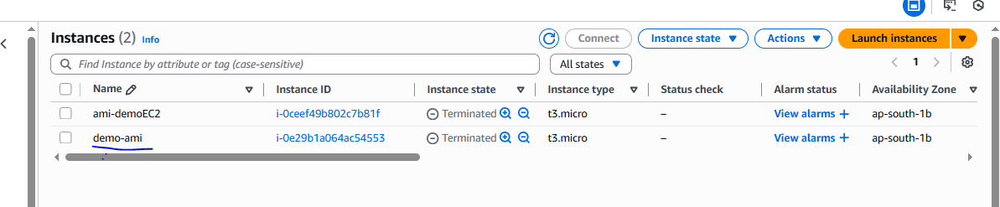 Instances (2) Info Connect Instance state Actions Launch instances
Find Instance by attribute or tag (case-sensitive) All states 1
Name Instance ID Instance state Instance type Status check Alarm status Availability Zone
ami-demoEC2 i-0ceef49b802c7b81f Terminated t3.micro – View alarms + ap-south-1b
demo-ami i-0e29b1a064ac54553 Terminated t3.micro – View alarms + ap-south-1b